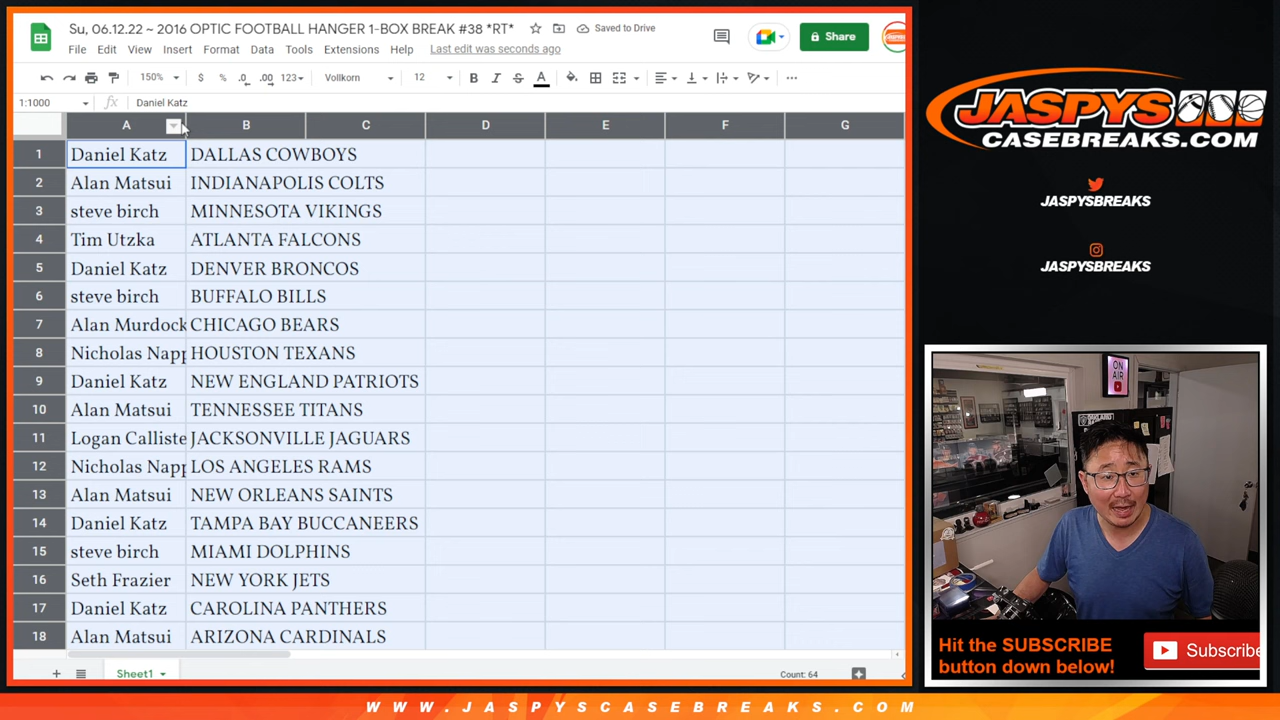 Su, 06.12.22 ~ 2016 OPTIC FOOTBALL HANGER 1-BOX BREAK #38 *RT*
Saved to Drive
File Edit View Insert Format Data Tools Extensions Help Last edit was seconds ago
Share
150% $ % .0 .00 123 Vollkorn 12 B I S A
1:1000 fx Daniel Katz
A B C D E F G
1 Daniel Katz DALLAS COWBOYS
2 Alan Matsui INDIANAPOLIS COLTS
3 steve birch MINNESOTA VIKINGS
4 Tim Utzka ATLANTA FALCONS
5 Daniel Katz DENVER BRONCOS
6 steve birch BUFFALO BILLS
7 Alan Murdock CHICAGO BEARS
8 Nicholas Napp HOUSTON TEXANS
9 Daniel Katz NEW ENGLAND PATRIOTS
10 Alan Matsui TENNESSEE TITANS
11 Logan Calliste JACKSONVILLE JAGUARS
12 Nicholas Napp LOS ANGELES RAMS
13 Alan Matsui NEW ORLEANS SAINTS
14 Daniel Katz TAMPA BAY BUCCANEERS
15 steve birch MIAMI DOLPHINS
16 Seth Frazier NEW YORK JETS
17 Daniel Katz CAROLINA PANTHERS
18 Alan Matsui ARIZONA CARDINALS
Sheet1
Count: 64
JASPYS
CASEBREAKS.COM
JASPYSBREAKS
JASPYSBREAKS
ON AIR
Hit the SUBSCRIBE
button down below!
Subscribe
WWW.JASPYSCASEBREAKS.COM